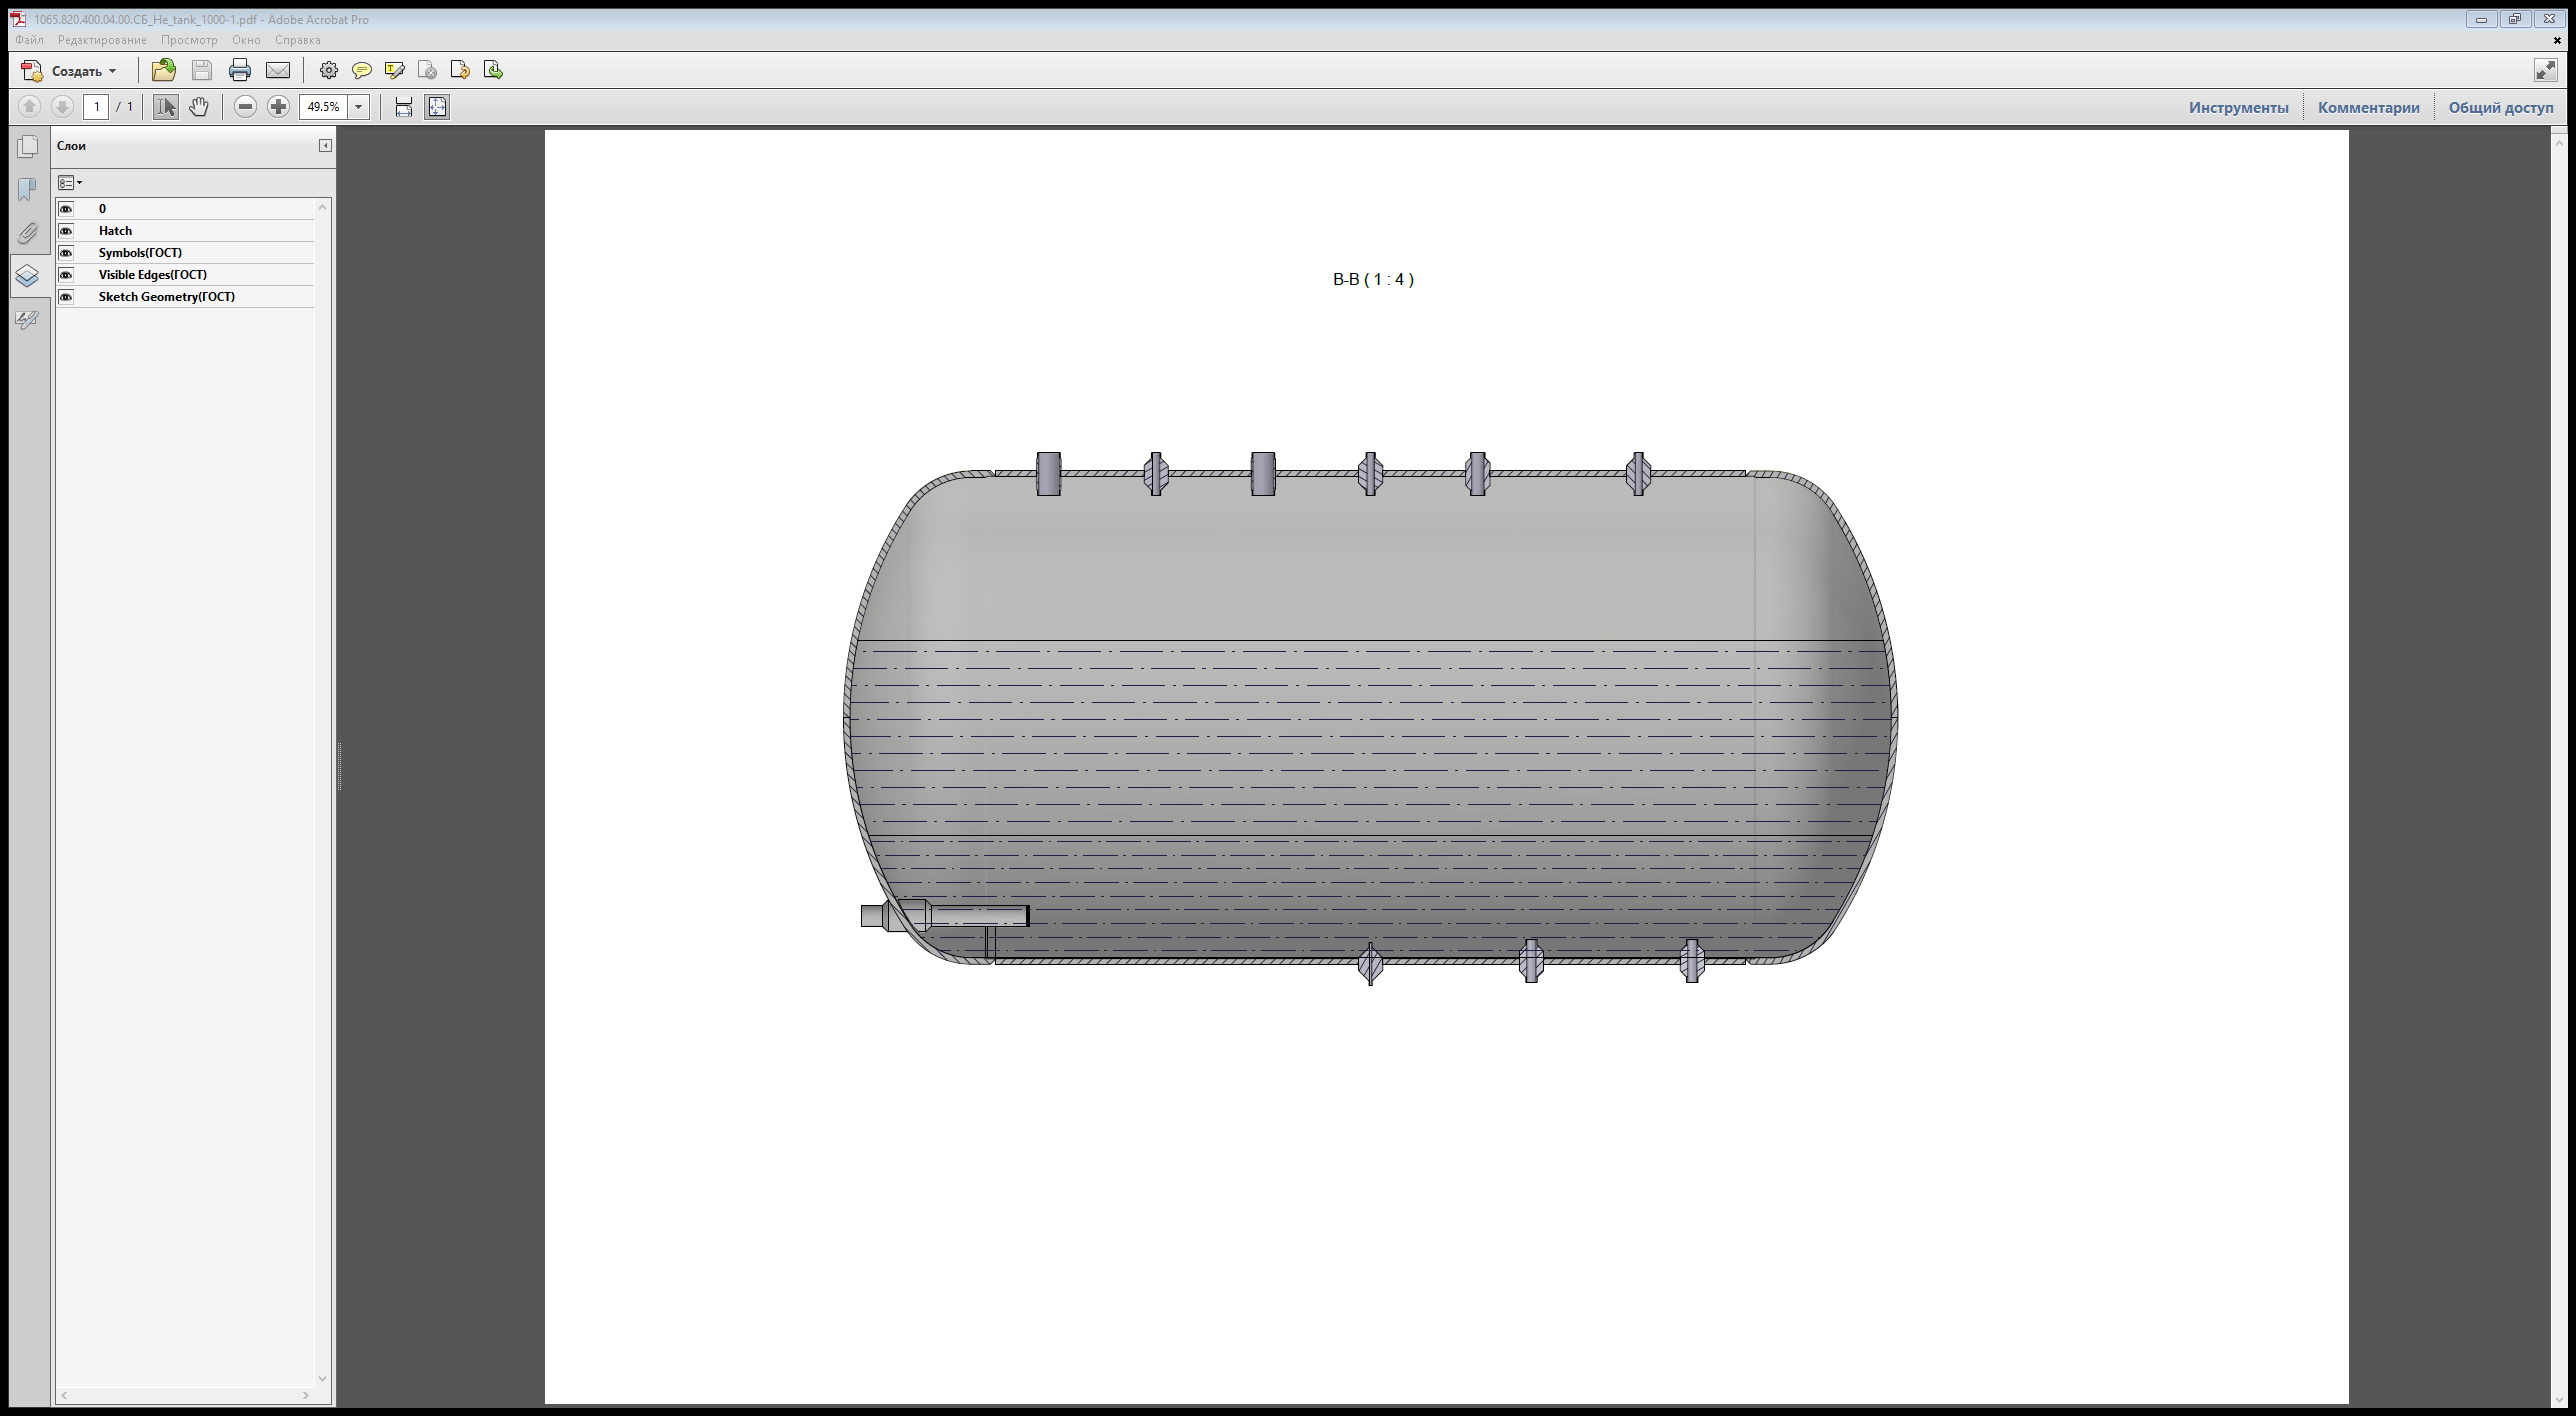 1065.820.400.04.00.СБ_He_tank_1000-1.pdf - Adobe Acrobat Pro
Файл Редактирование Просмотр Окно Справка
Создать
1 / 1 49.5% Инструменты Комментарии Общий доступ
Слои
0
Hatch
Symbols(ГОСТ)
Visible Edges(ГОСТ)
Sketch Geometry(ГОСТ)
B-B ( 1 : 4 )